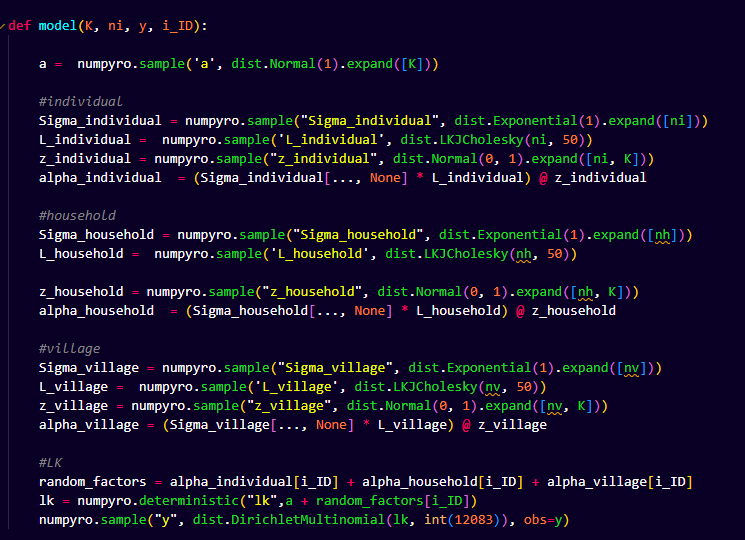 def model(K, ni, y, i_ID):
a =  numpyro.sample('a', dist.Normal(1).expand([K]))
#individual
Sigma_individual = numpyro.sample("Sigma_individual", dist.Exponential(1).expand([ni]))
L_individual =  numpyro.sample('L_individual', dist.LKJCholesky(ni, 50))
z_individual = numpyro.sample("z_individual", dist.Normal(0, 1).expand([ni, K]))
alpha_individual  = (Sigma_individual[..., None] * L_individual) @ z_individual
#household
Sigma_household = numpyro.sample("Sigma_household", dist.Exponential(1).expand([nh]))
L_household =  numpyro.sample('L_household', dist.LKJCholesky(nh, 50))
z_household = numpyro.sample("z_household", dist.Normal(0, 1).expand([nh, K]))
alpha_household  = (Sigma_household[..., None] * L_household) @ z_household
#village
Sigma_village = numpyro.sample("Sigma_village", dist.Exponential(1).expand([nv]))
L_village =  numpyro.sample('L_village', dist.LKJCholesky(nv, 50))
z_village = numpyro.sample("z_village", dist.Normal(0, 1).expand([nv, K]))
alpha_village = (Sigma_village[..., None] * L_village) @ z_village
#LK
random_factors = alpha_individual[i_ID] + alpha_household[i_ID] + alpha_village[i_ID]
lk = numpyro.deterministic("lk",a + random_factors[i_ID])
numpyro.sample("y", dist.DirichletMultinomial(lk, int(12083)), obs=y)